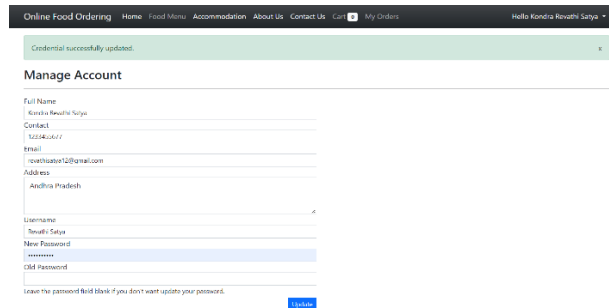 Online Food Ordering Home Food Menu Accommodation About Us Contact Us Cart 0 My Orders Hello Kondra Revathi Satya
Credential successfully updated. x
Manage Account
Full Name
Kondra Revathi Satya
Contact
Email
revathisatya12@gmail.com
Address
Andhra Pradesh
Username
Revathi Satya
New Password
••••••••••
Old Password
Leave the password field blank if you don't want update your password.
Update